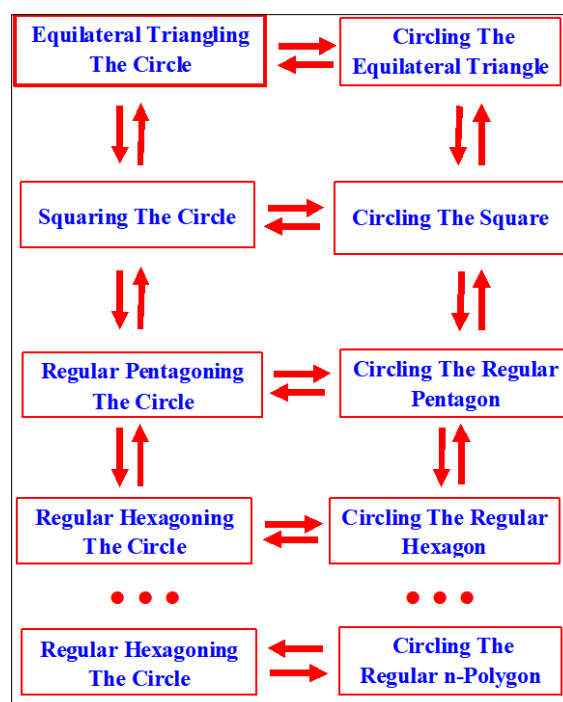 Equilateral Triangling
The Circle
Circling The
Equilateral Triangle
Squaring The Circle
Circling The Square
Regular Pentagoning
The Circle
Circling The Regular
Pentagon
Regular Hexagoning
The Circle
Circling The Regular
Hexagon
Regular Hexagoning
The Circle
Circling The
Regular n-Polygon